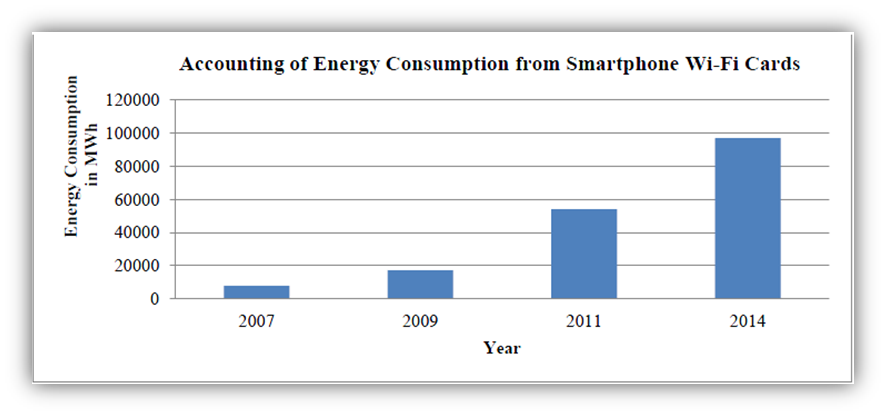 Accounting of Energy Consumption from Smartphone Wi-Fi Cards
Energy Consumption
in MWh
120000
100000
80000
60000
40000
20000
0
2007 2009 2011 2014
Year